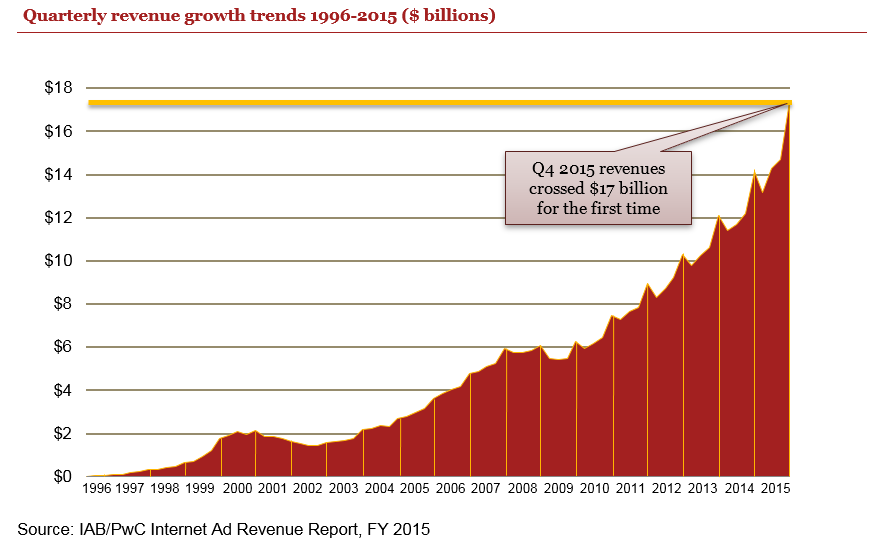 Quarterly revenue growth trends 1996-2015 ($ billions)
$18
$16
$14
$12
$10
$8
$6
$4
$2
$0
Q4 2015 revenues
crossed $17 billion
for the first time
1996 1997 1998 1999 2000 2001 2002 2003 2004 2005 2006 2007 2008 2009 2010 2011 2012 2013 2014 2015
Source: IAB/PwC Internet Ad Revenue Report, FY 2015